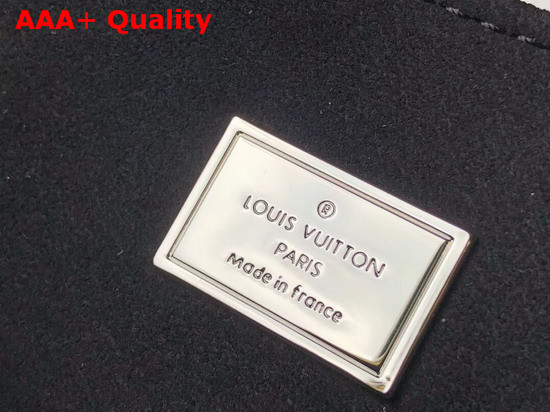 AAA+ Quality
®
LOUIS VUITTON
PARIS
Made in france